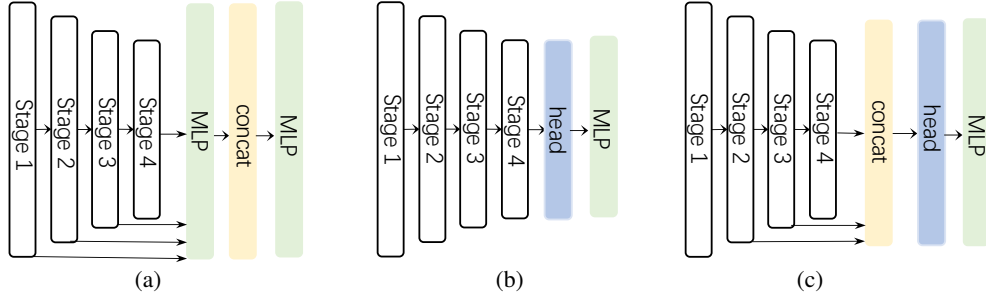 Stage 1
Stage 2
Stage 3
Stage 4
MLP
concat
MLP
(a)
Stage 1
Stage 2
Stage 3
Stage 4
head
MLP
(b)
Stage 1
Stage 2
Stage 3
Stage 4
concat
head
MLP
(c)